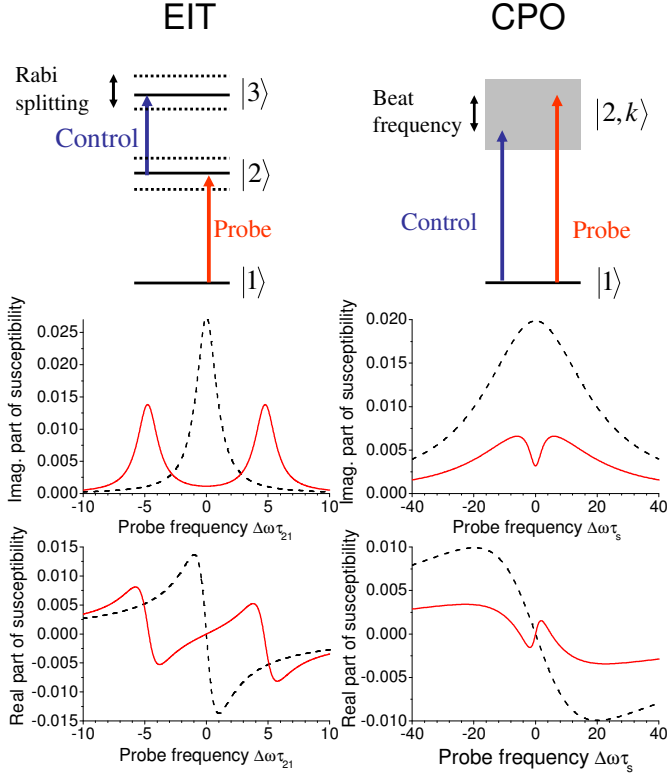 EIT
CPO
Rabi
splitting
|3⟩
Control
|2⟩
Probe
|1⟩
Beat
frequency
|2,k⟩
Control
Probe
|1⟩
Imag. part of susceptibility
0.025
0.020
0.015
0.010
0.005
0.000
-10 -5 0 5 10
Probe frequency Δωτ₂₁
Imag. part of susceptibility
0.020
0.015
0.010
0.005
0.000
-40 -20 0 20 40
Probe frequency Δωτₛ
Real part of susceptibility
0.015
0.010
0.005
0.000
-0.005
-0.010
-0.015
-10 -5 0 5 10
Probe frequency Δωτ₂₁
Real part of susceptibility
0.010
0.005
0.000
-0.005
-0.010
-40 -20 0 20 40
Probe frequency Δωτₛ